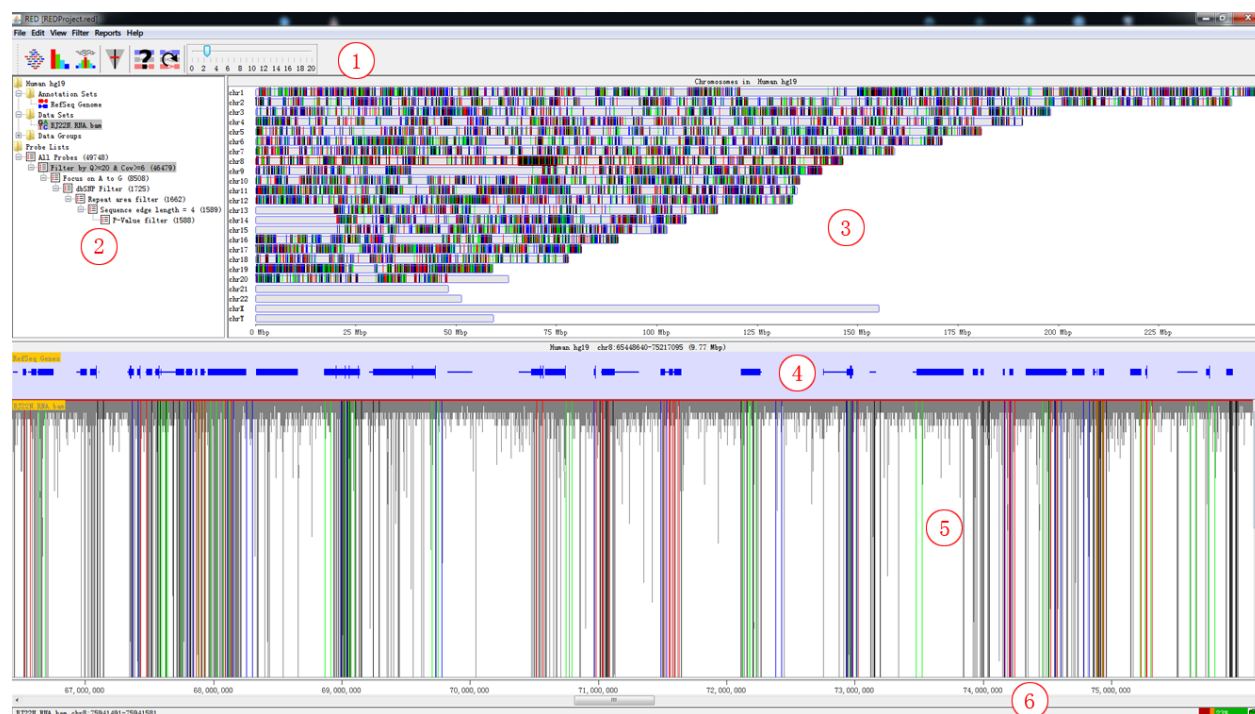 RED [REDProject.red]
File Edit View Filter Reports Help
0 2 4 6 8 10 12 14 16 18 20
1
Human hg19
Annotation Sets
RefSeq Genome
Data Sets
BJ22N_RNA.bam
Data Groups
Probe Lists
All Probes (49748)
Filter by Q>=20 & Cov>=6 (46479)
Focus on A to G (8508)
dbSNP Filter (1725)
Repeat area filter (1662)
Sequence edge length = 4 (1589)
P-Value filter (1588)
2
Chromosomes in Human hg19
chr1
chr2
chr3
chr4
chr5
chr6
chr7
chr8
chr9
chr10
chr11
chr12
chr13
chr14
chr15
chr16
chr17
chr18
chr19
chr20
chr21
chr22
chrX
chrY
3
0 Mbp 25 Mbp 50 Mbp 75 Mbp 100 Mbp 125 Mbp 150 Mbp 175 Mbp 200 Mbp 225 Mbp
Human hg19 chr8:65448640-75217095 (9.77 Mbp)
RefSeq Genes
4
BJ22N_RNA.bam
5
67,000,000 68,000,000 69,000,000 70,000,000 71,000,000 72,000,000 73,000,000 74,000,000 75,000,000
6
BJ22N_RNA.bam chr8:75941491-75941581
22%